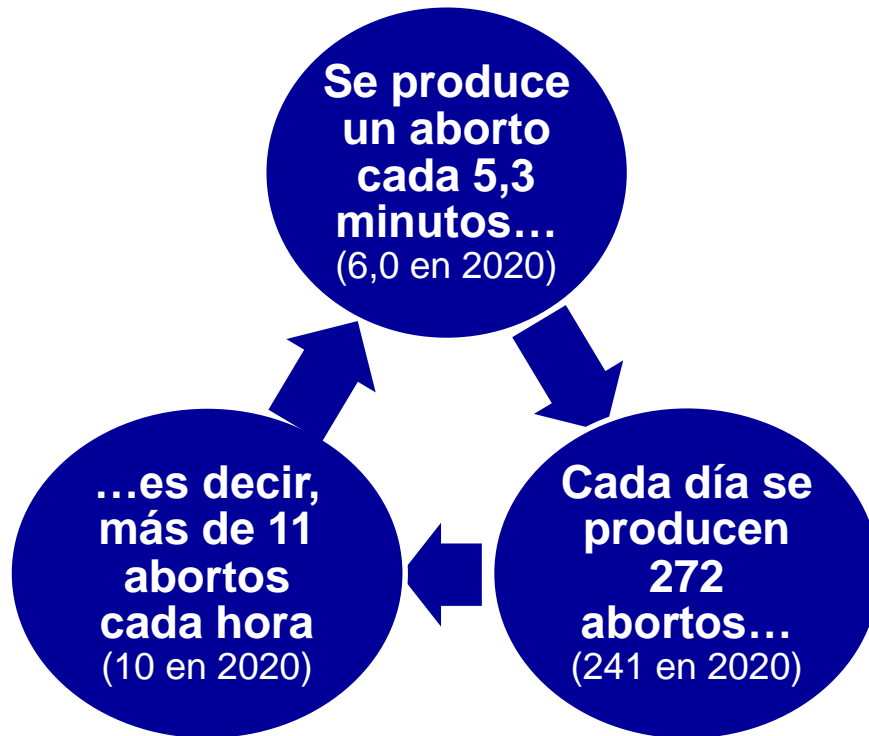 Se produce
un aborto
cada 5,3
minutos…
(6,0 en 2020)
Cada día se
producen
272
abortos…
(241 en 2020)
…es decir,
más de 11
abortos
cada hora
(10 en 2020)